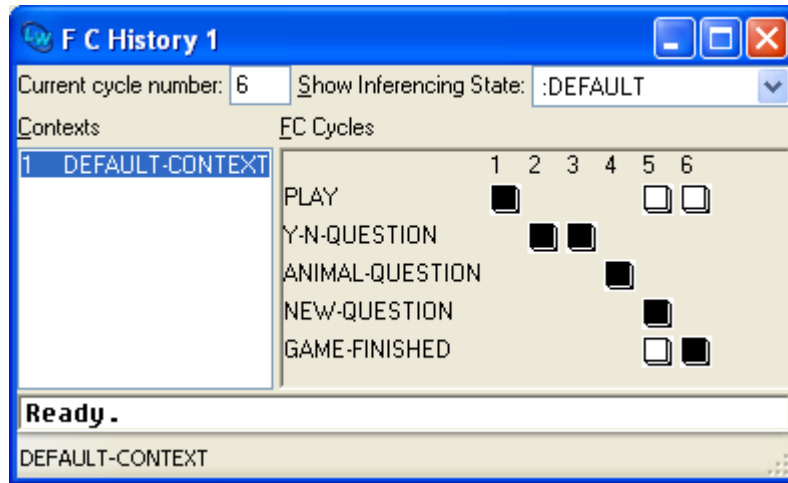 LW F C History 1
Current cycle number: 6 Show Inferencing State: :DEFAULT
Contexts FC Cycles
1 DEFAULT-CONTEXT
1 2 3 4 5 6
PLAY
Y-N-QUESTION
ANIMAL-QUESTION
NEW-QUESTION
GAME-FINISHED
Ready.
DEFAULT-CONTEXT